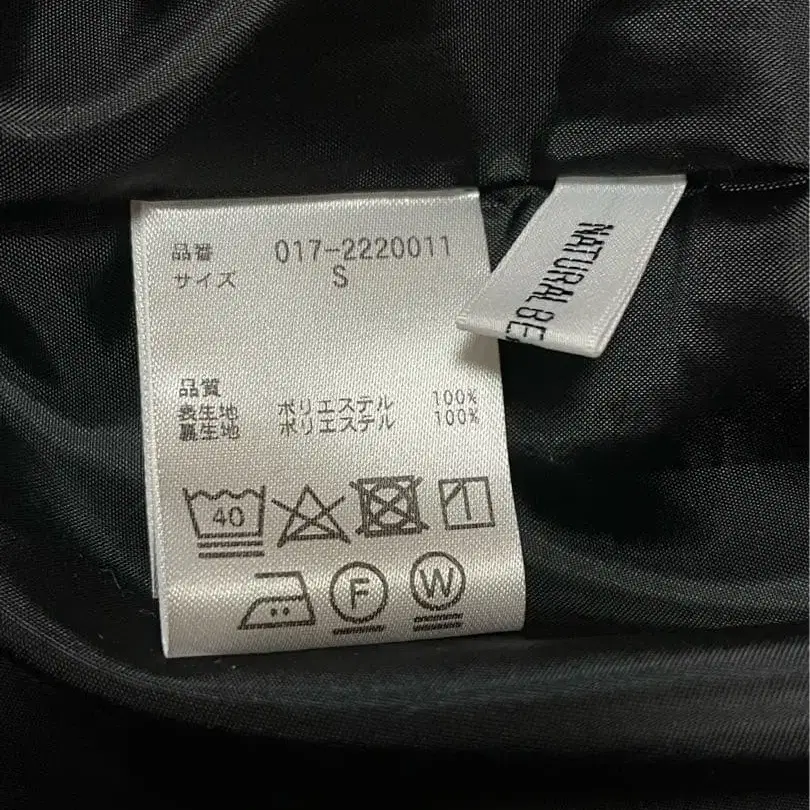 品番 017-2220011
サイズ S
品質
表生地 ポリエステル 100%
裏生地 ポリエステル 100%
40
F
W
NATURAL BE